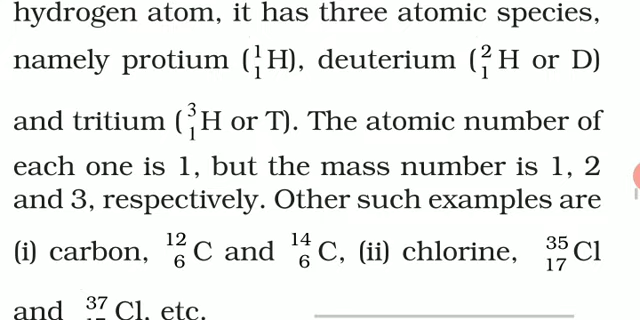 hydrogen atom, it has three atomic species,
namely protium (¹₁H), deuterium (²₁H or D)
and tritium (³₁H or T). The atomic number of
each one is 1, but the mass number is 1, 2
and 3, respectively. Other such examples are
(i) carbon, ¹²₆C and ¹⁴₆C, (ii) chlorine, ³⁵₁₇Cl
and ³⁷Cl, etc.